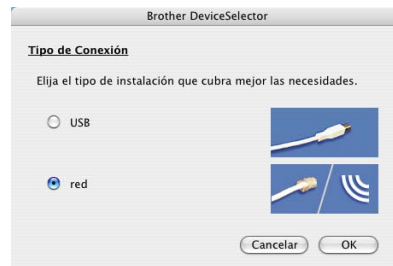 Brother DeviceSelector
Tipo de Conexión
Elija el tipo de instalación que cubra mejor las necesidades.
USB
red
Cancelar
OK